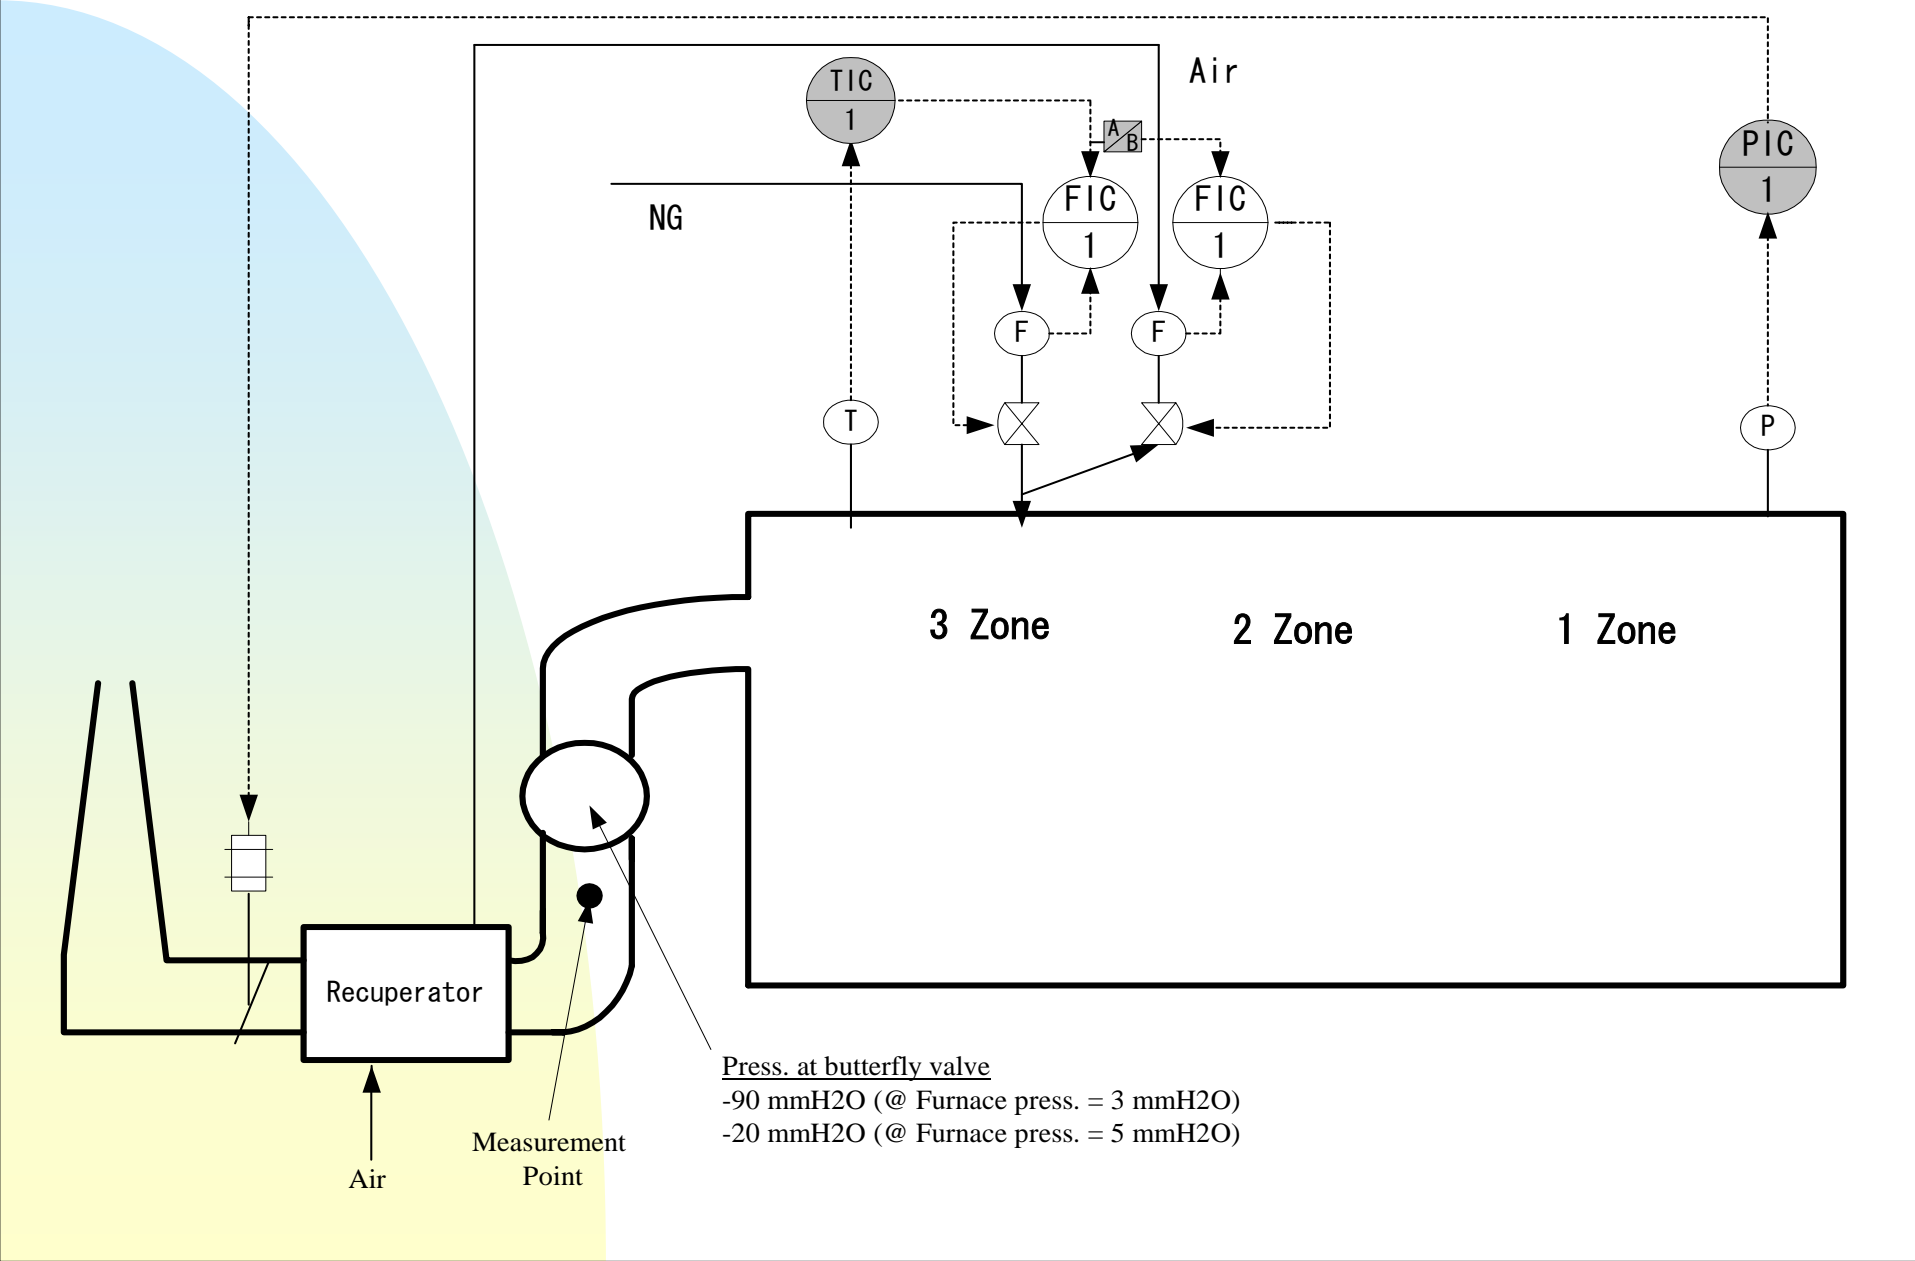 Air
TIC
1
A
B
PIC
1
NG
FIC
1
FIC
1
F
F
T
P
3 Zone
2 Zone
1 Zone
Recuperator
Press. at butterfly valve
-90 mmH2O (@ Furnace press. = 3 mmH2O)
-20 mmH2O (@ Furnace press. = 5 mmH2O)
Measurement
Point
Air